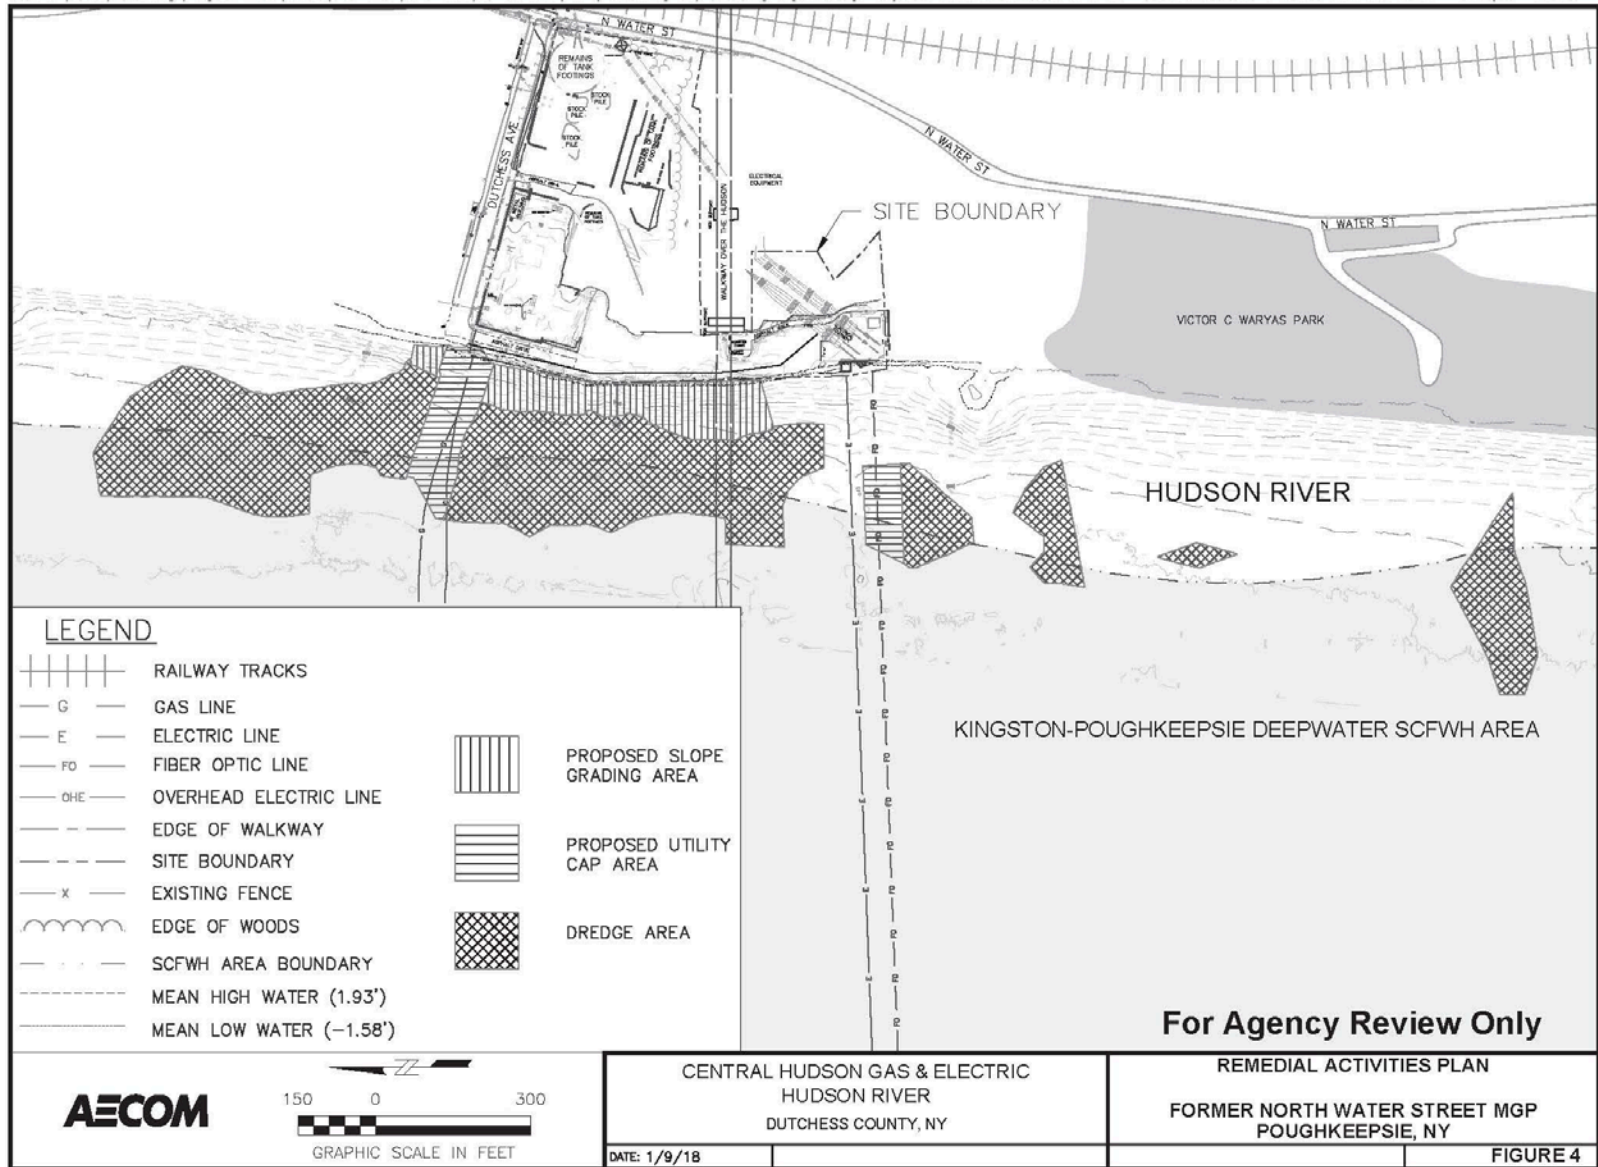 N WATER ST
REMAINS
OF TANK
FOOTINGS
STOCK
PILE
STOCK
PILE
STOCK
PILE
DUTCHESS AVE
N WATER ST
ELECTRICAL
EQUIPMENT
WALKWAY OVER THE HUDSON
SITE BOUNDARY
N WATER ST
VICTOR C WARYAS PARK
HUDSON RIVER
KINGSTON-POUGHKEEPSIE DEEPWATER SCFWH AREA
LEGEND
RAILWAY TRACKS
G GAS LINE
E ELECTRIC LINE
FO FIBER OPTIC LINE
OHE OVERHEAD ELECTRIC LINE
EDGE OF WALKWAY
SITE BOUNDARY
X EXISTING FENCE
EDGE OF WOODS
SCFWH AREA BOUNDARY
MEAN HIGH WATER (1.93')
MEAN LOW WATER (-1.58')
PROPOSED SLOPE
GRADING AREA
PROPOSED UTILITY
CAP AREA
DREDGE AREA
For Agency Review Only
AECOM
Z
150 0 300
GRAPHIC SCALE IN FEET
CENTRAL HUDSON GAS & ELECTRIC
HUDSON RIVER
DUTCHESS COUNTY, NY
DATE: 1/9/18
REMEDIAL ACTIVITIES PLAN
FORMER NORTH WATER STREET MGP
POUGHKEEPSIE, NY
FIGURE 4